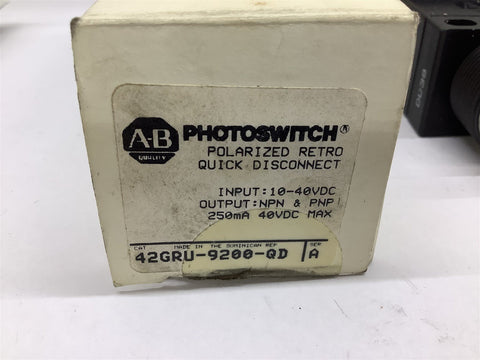 A-B
QUALITY
PHOTOSWITCH®
POLARIZED RETRO
QUICK DISCONNECT
INPUT:10-40VDC
OUTPUT:NPN & PNP
250mA 40VDC MAX
CAT MADE IN THE DOMINICAN REP SER
42GRU-9200-QD A